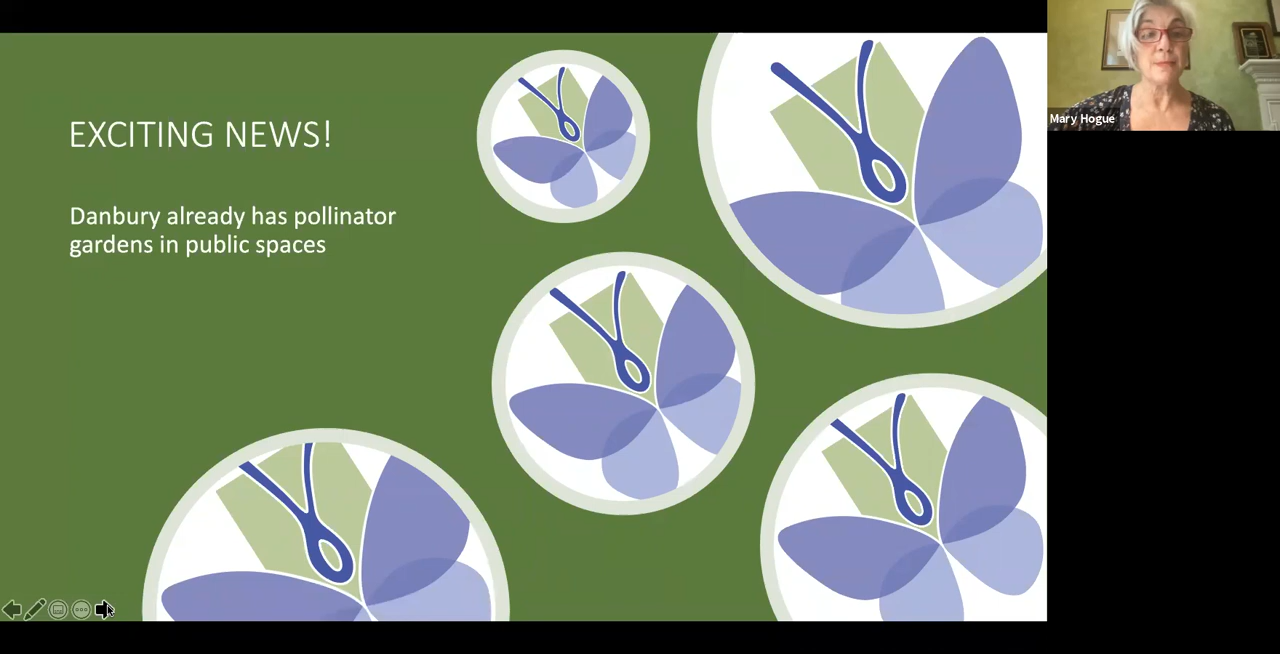 EXCITING NEWS!
Danbury already has pollinator
gardens in public spaces
Mary Hogue